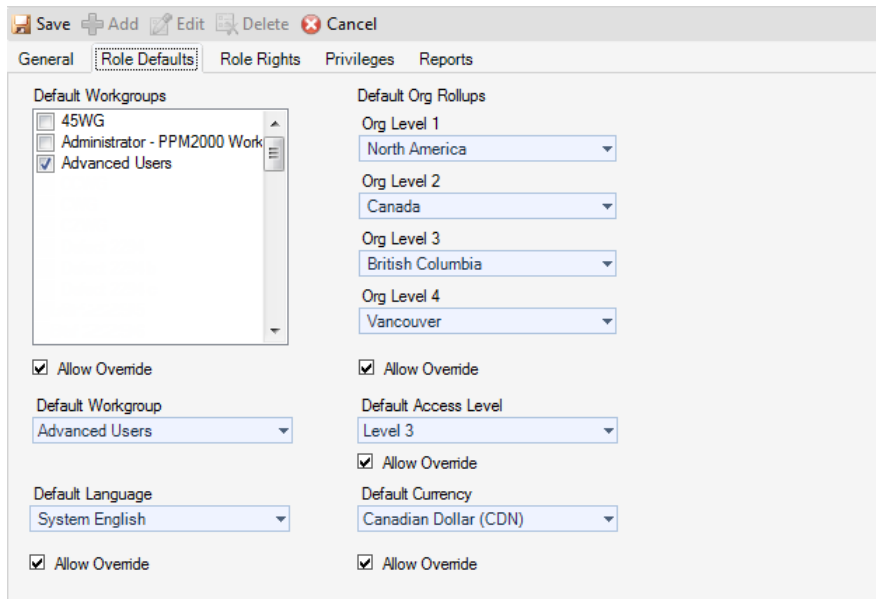 Save Add Edit Delete Cancel
General Role Defaults Role Rights Privileges Reports
Default Workgroups
45WG
Administrator - PPM2000 Work
Advanced Users
Allow Override
Default Workgroup
Advanced Users
Default Language
System English
Allow Override
Default Org Rollups
Org Level 1
North America
Org Level 2
Canada
Org Level 3
British Columbia
Org Level 4
Vancouver
Allow Override
Default Access Level
Level 3
Allow Override
Default Currency
Canadian Dollar (CDN)
Allow Override